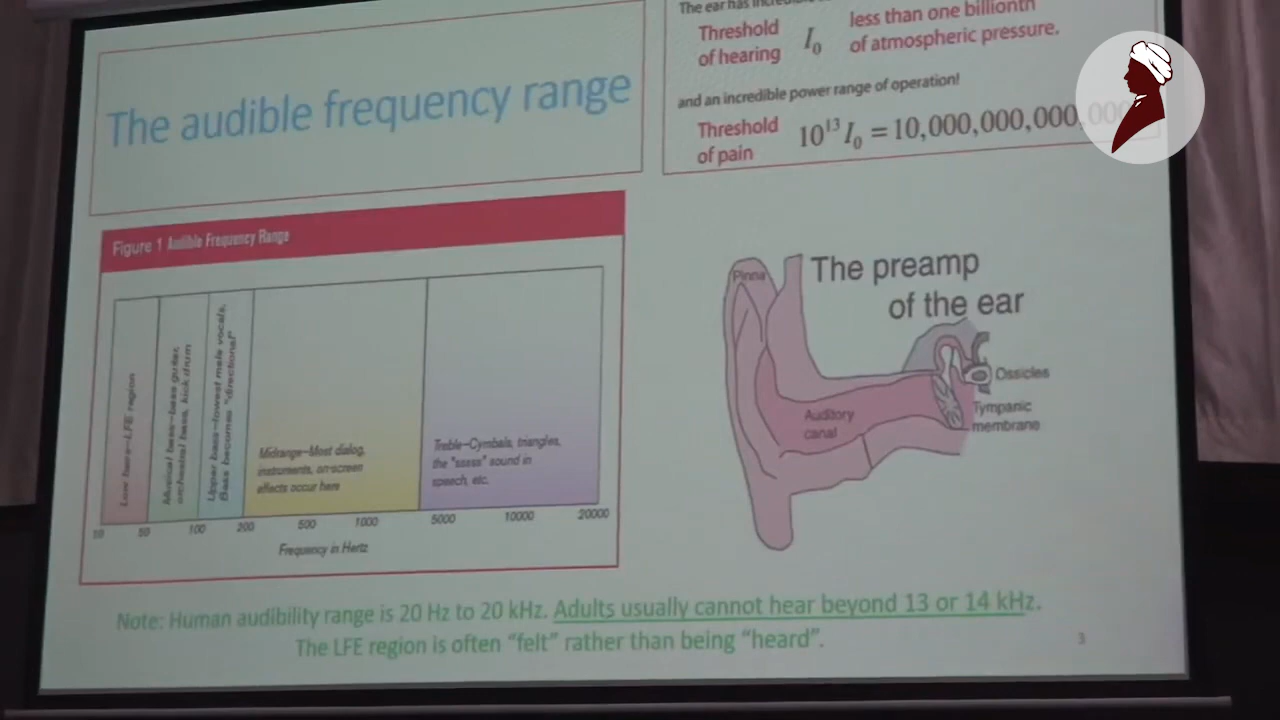 The audible frequency range
The ear has
Threshold
of hearing
I₀
less than one billionth
of atmospheric pressure.
and an incredible power range of operation!
Threshold
of pain
10¹³ I₀ = 10,000,000,000,
Figure 1 Audible Frequency Range
Low bass–LFE region
Musical bass–bass guitar,
orchestral bass, kick drum
Upper bass–lowest male vocals.
Bass becomes "directional"
Midrange–Most dialog,
instruments, on-screen
effects occur here
Treble–Cymbals, triangles,
the "ssss" sound in
speech, etc.
10 50 100 200 500 1000 5000 10000 20000
Frequency in Hertz
The preamp
of the ear
Pinna
Ossicles
Auditory
canal
Tympanic
membrane
Note: Human audibility range is 20 Hz to 20 kHz. Adults usually cannot hear beyond 13 or 14 kHz.
The LFE region is often “felt” rather than being “heard”.
3